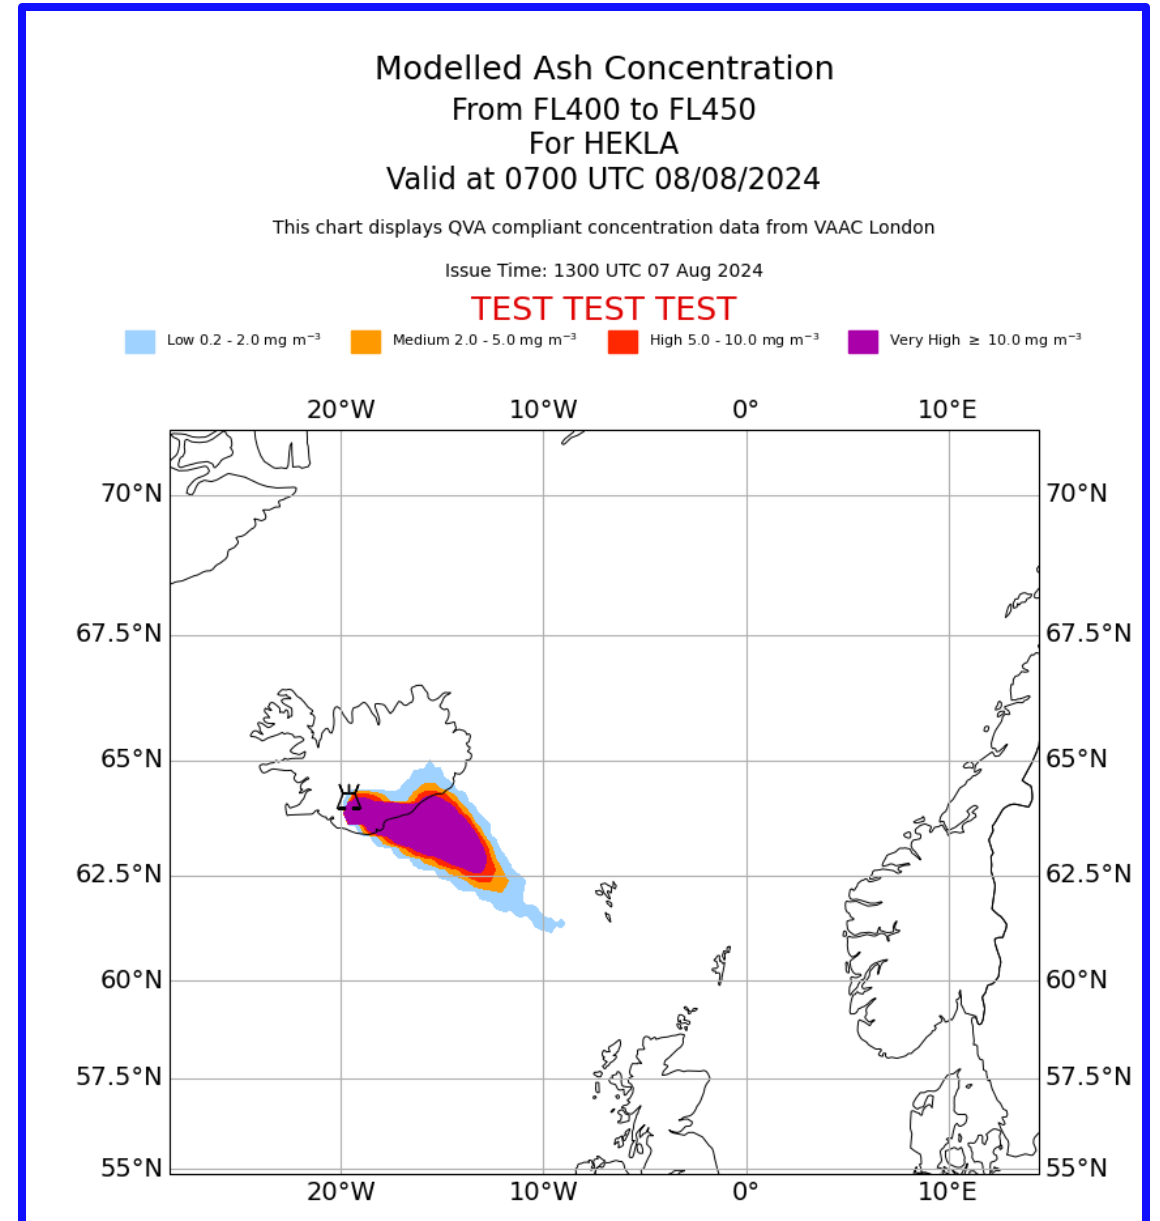 Modelled Ash Concentration
From FL400 to FL450
For HEKLA
Valid at 0700 UTC 08/08/2024
This chart displays QVA compliant concentration data from VAAC London
Issue Time: 1300 UTC 07 Aug 2024
TEST TEST TEST
Low 0.2 - 2.0 mg m⁻³ Medium 2.0 - 5.0 mg m⁻³ High 5.0 - 10.0 mg m⁻³ Very High ≥ 10.0 mg m⁻³
20°W 10°W 0° 10°E
70°N 70°N
67.5°N 67.5°N
65°N 65°N
62.5°N 62.5°N
60°N 60°N
57.5°N 57.5°N
55°N 55°N
20°W 10°W 0° 10°E